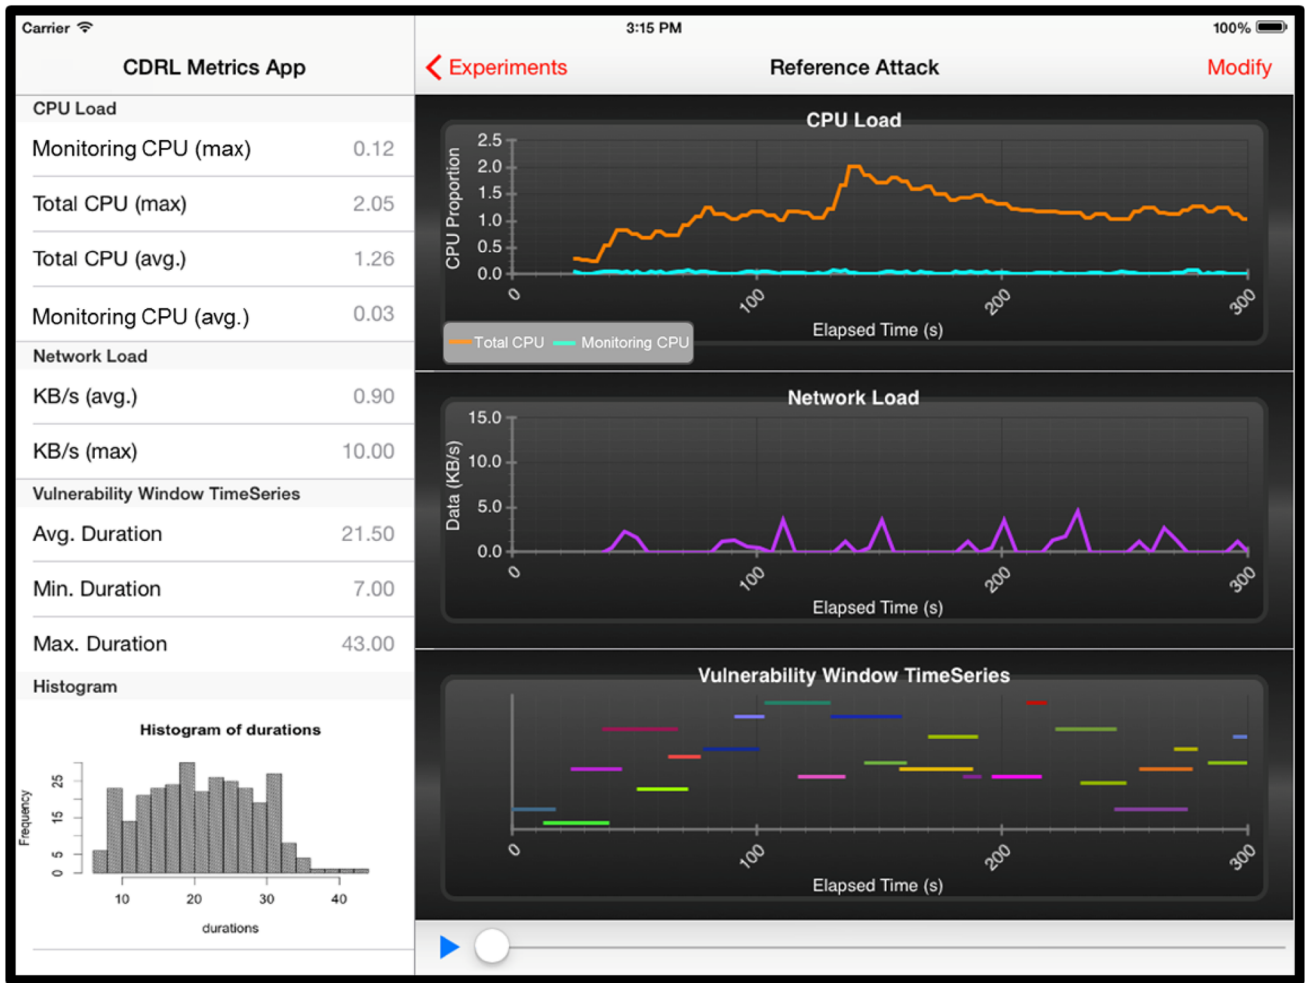 Carrier 3:15 PM 100%
CDRL Metrics App
Experiments Reference Attack Modify
CPU Load
Monitoring CPU (max) 0.12
Total CPU (max) 2.05
Total CPU (avg.) 1.26
Monitoring CPU (avg.) 0.03
Network Load
KB/s (avg.) 0.90
KB/s (max) 10.00
Vulnerability Window TimeSeries
Avg. Duration 21.50
Min. Duration 7.00
Max. Duration 43.00
Histogram
Histogram of durations
Frequency
25
15
5
0
10 20 30 40
durations
CPU Load
CPU Proportion
2.5
2.0
1.5
1.0
0.5
0.0
0 100 200 300
Elapsed Time (s)
Total CPU Monitoring CPU
Network Load
Data (KB/s)
15.0
10.0
5.0
0.0
0 100 200 300
Elapsed Time (s)
Vulnerability Window TimeSeries
0 100 200 300
Elapsed Time (s)